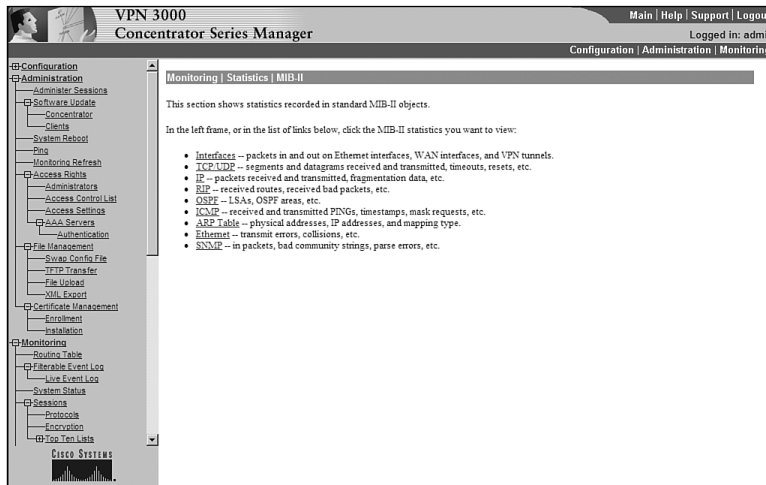 VPN 3000
Concentrator Series Manager
Main | Help | Support | Logou
Logged in: admi
Configuration | Administration | Monitoring
Configuration
Administration
Administer Sessions
Software Update
Concentrator
Clients
System Reboot
Ping
Monitoring Refresh
Access Rights
Administrators
Access Control List
Access Settings
AAA Servers
Authentication
File Management
Swap Config File
TFTP Transfer
File Upload
XML Export
Certificate Management
Enrollment
Installation
Monitoring
Routing Table
Filterable Event Log
Live Event Log
System Status
Sessions
Protocols
Encryption
Top Ten Lists
CISCO SYSTEMS
Monitoring | Statistics | MIB-II
This section shows statistics recorded in standard MIB-II objects.
In the left frame, or in the list of links below, click the MIB-II statistics you want to view:
• Interfaces -- packets in and out on Ethernet interfaces, WAN interfaces, and VPN tunnels.
• TCP/UDP -- segments and datagrams received and transmitted, timeouts, resets, etc.
• IP -- packets received and transmitted, fragmentation data, etc.
• RIP -- received routes, received bad packets, etc.
• OSPF -- LSAs, OSPF areas, etc.
• ICMP -- received and transmitted PINGs, timestamps, mask requests, etc.
• ARP Table -- physical addresses, IP addresses, and mapping type.
• Ethernet -- transmit errors, collisions, etc.
• SNMP -- in packets, bad community strings, parse errors, etc.